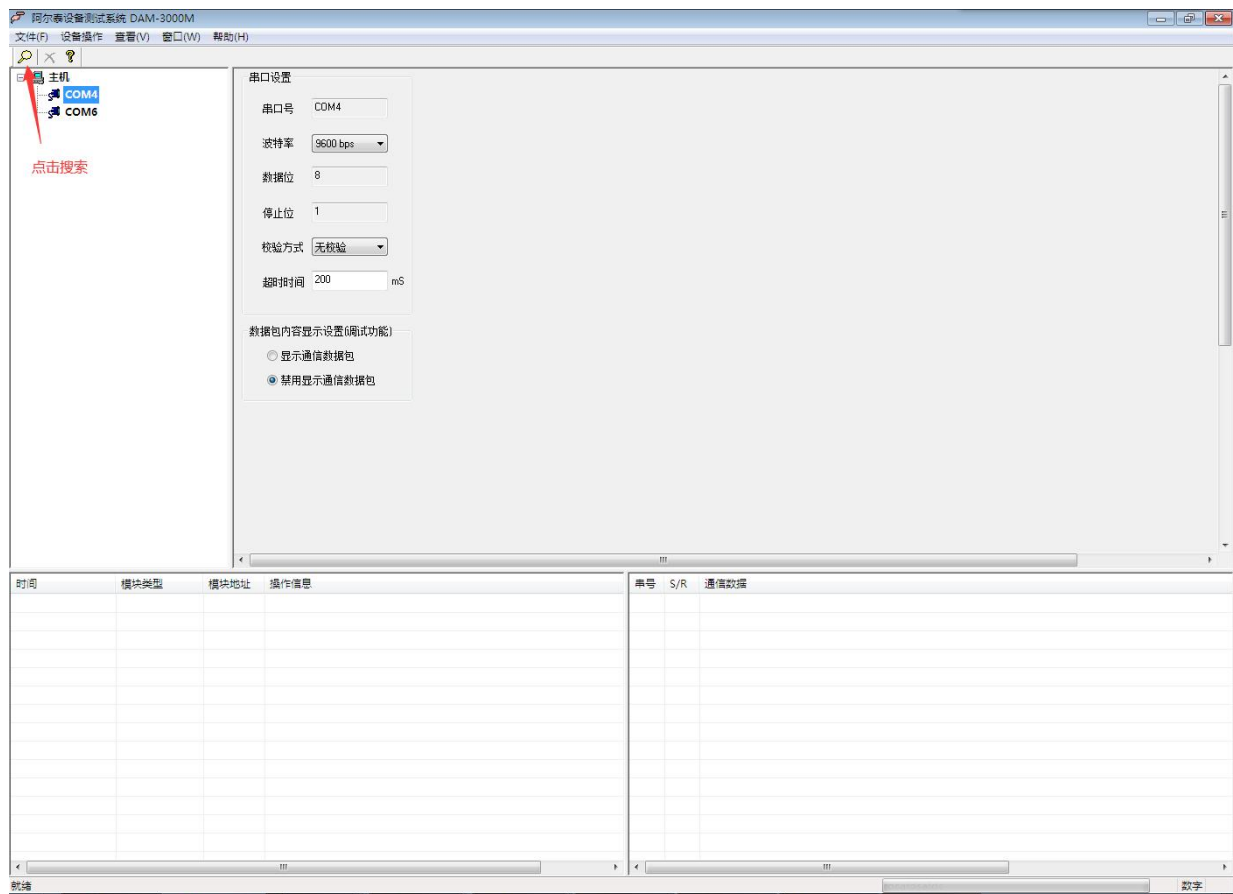 阿尔泰设备测试系统 DAM-3000M
文件(F) 设备操作 查看(V) 窗口(W) 帮助(H)
主机
COM4
COM6
点击搜索
串口设置
串口号 COM4
波特率 9600 bps
数据位 8
停止位 1
校验方式 无校验
超时时间 200 mS
数据包内容显示设置(调试功能)
显示通信数据包
禁用显示通信数据包
时间 模块类型 模块地址 操作信息
串号 S/R 通信数据
就绪 数字